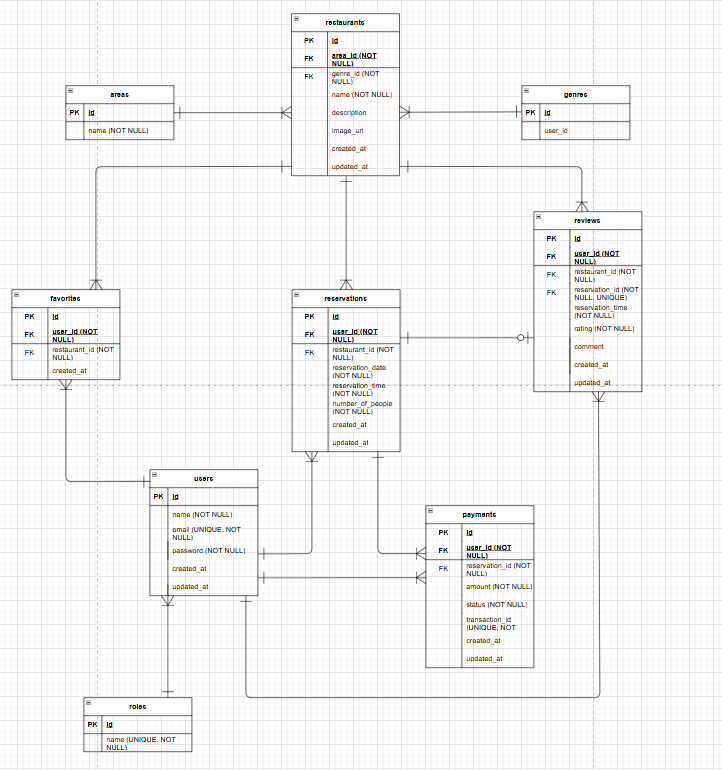 restaurants
PK id
FK area_id (NOT
NULL)
FK genre_id (NOT
NULL)
name (NOT NULL)
description
image_url
created_at
updated_at
areas
PK id
name (NOT NULL)
genres
PK id
user_id
reviews
PK id
FK user_id (NOT
NULL)
FK restaurant_id (NOT
NULL)
FK reservation_id (NOT
NULL, UNIQUE)
reservation_time
(NOT NULL)
rating (NOT NULL)
comment
created_at
updated_at
favorites
PK id
FK user_id (NOT
NULL)
FK restaurant_id (NOT
NULL)
created_at
reservations
PK id
FK user_id (NOT
NULL)
FK restaurant_id (NOT
NULL)
reservation_date
(NOT NULL)
reservation_time
(NOT NULL)
number_of_people
(NOT NULL)
created_at
updated_at
users
PK id
name (NOT NULL)
email (UNIQUE, NOT
NULL)
password (NOT NULL)
created_at
updated_at
payments
PK id
FK user_id (NOT
NULL)
FK reservation_id (NOT
NULL)
amount (NOT NULL)
status (NOT NULL)
transaction_id
(UNIQUE, NOT
created_at
updated_at
roles
PK id
name (UNIQUE, NOT
NULL)